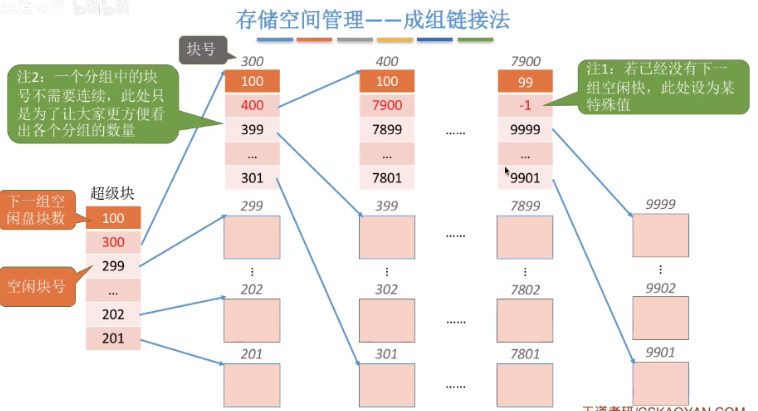 存储空间管理——成组链接法
块号
300
400
7900
注2:一个分组中的块
号不需要连续,此处只
是为了让大家更方便看
出各个分组的数量
100
400
399
...
301
100
7900
7899
...
7801
......
99
-1
9999
...
9901
注1:若已经没有下一
组空闲快,此处设为某
特殊值
超级块
下一组空
闲盘块数
空闲块号
100
300
299
...
202
201
299
399
7899
9999
......
202
302
7802
9902
......
201
301
7801
9901
......
王道考研/CSKAOYAN.COM